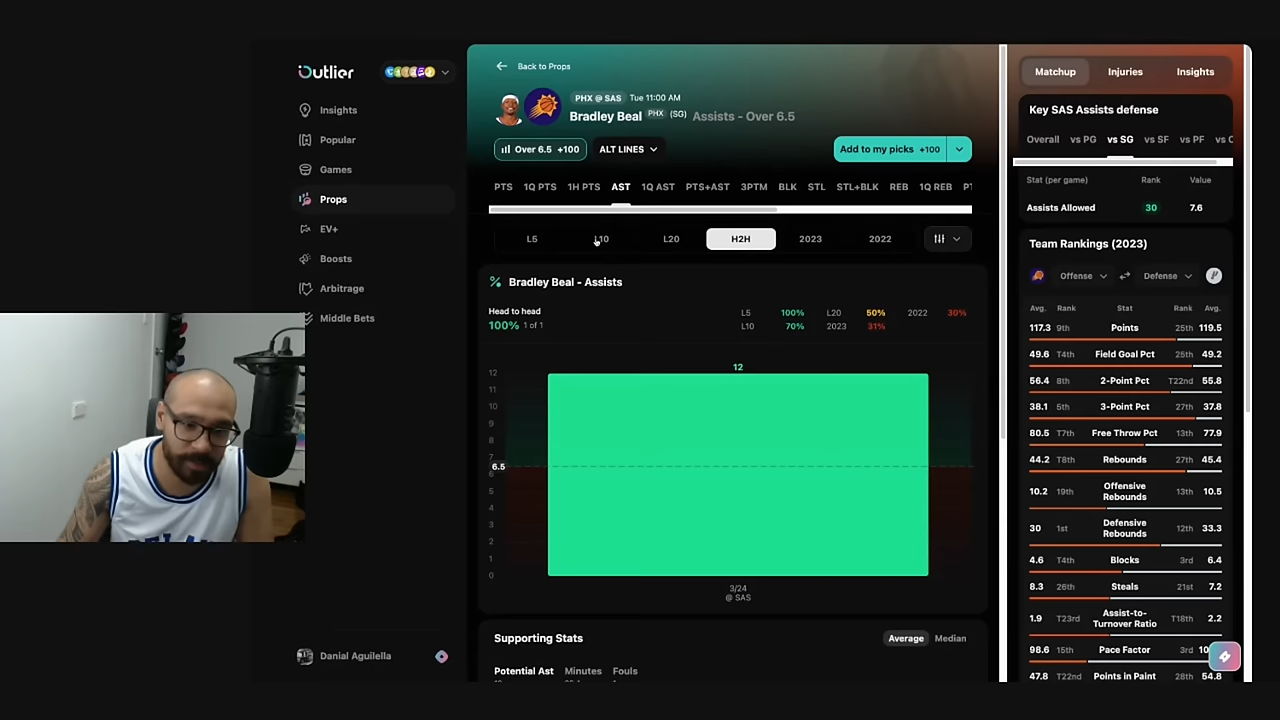 Outlier
Insights
Popular
Games
Props
EV+
Boosts
Arbitrage
Middle Bets
Danial Aguilella
Back to Props
PHX @ SAS Tue 11:00 AM
Bradley Beal PHX (SG) Assists - Over 6.5
Over 6.5 +100 ALT LINES
Add to my picks +100
PTS 1Q PTS 1H PTS AST 1Q AST PTS+AST 3PTM BLK STL STL+BLK REB 1Q REB
L5 L10 L20 H2H 2023 2022
Bradley Beal - Assists
Head to head
100% 1 of 1
L5 100% L20 50% 2022 30%
L10 70% 2023 31%
12
12
11
10
9
8
7
6.5
6
5
4
3
2
1
0
3/24
@ SAS
Supporting Stats
Average Median
Potential Ast Minutes Fouls
Matchup Injuries Insights
Key SAS Assists defense
Overall vs PG vs SG vs SF vs PF vs C
Stat (per game) Rank Value
Assists Allowed 30 7.6
Team Rankings (2023)
Offense Defense
Avg. Rank Stat Rank Avg.
117.3 9th Points 25th 119.5
49.6 T4th Field Goal Pct 25th 49.2
56.4 8th 2-Point Pct T22nd 55.8
38.1 5th 3-Point Pct 27th 37.8
80.5 T7th Free Throw Pct 13th 77.9
44.2 T8th Rebounds 27th 45.4
10.2 19th Offensive Rebounds 13th 10.5
30 1st Defensive Rebounds 12th 33.3
4.6 T4th Blocks 3rd 6.4
8.3 26th Steals 21st 7.2
1.9 T23rd Assist-to-Turnover Ratio T18th 2.2
98.6 15th Pace Factor 3rd 10
47.8 T22nd Points in Paint 28th 54.8